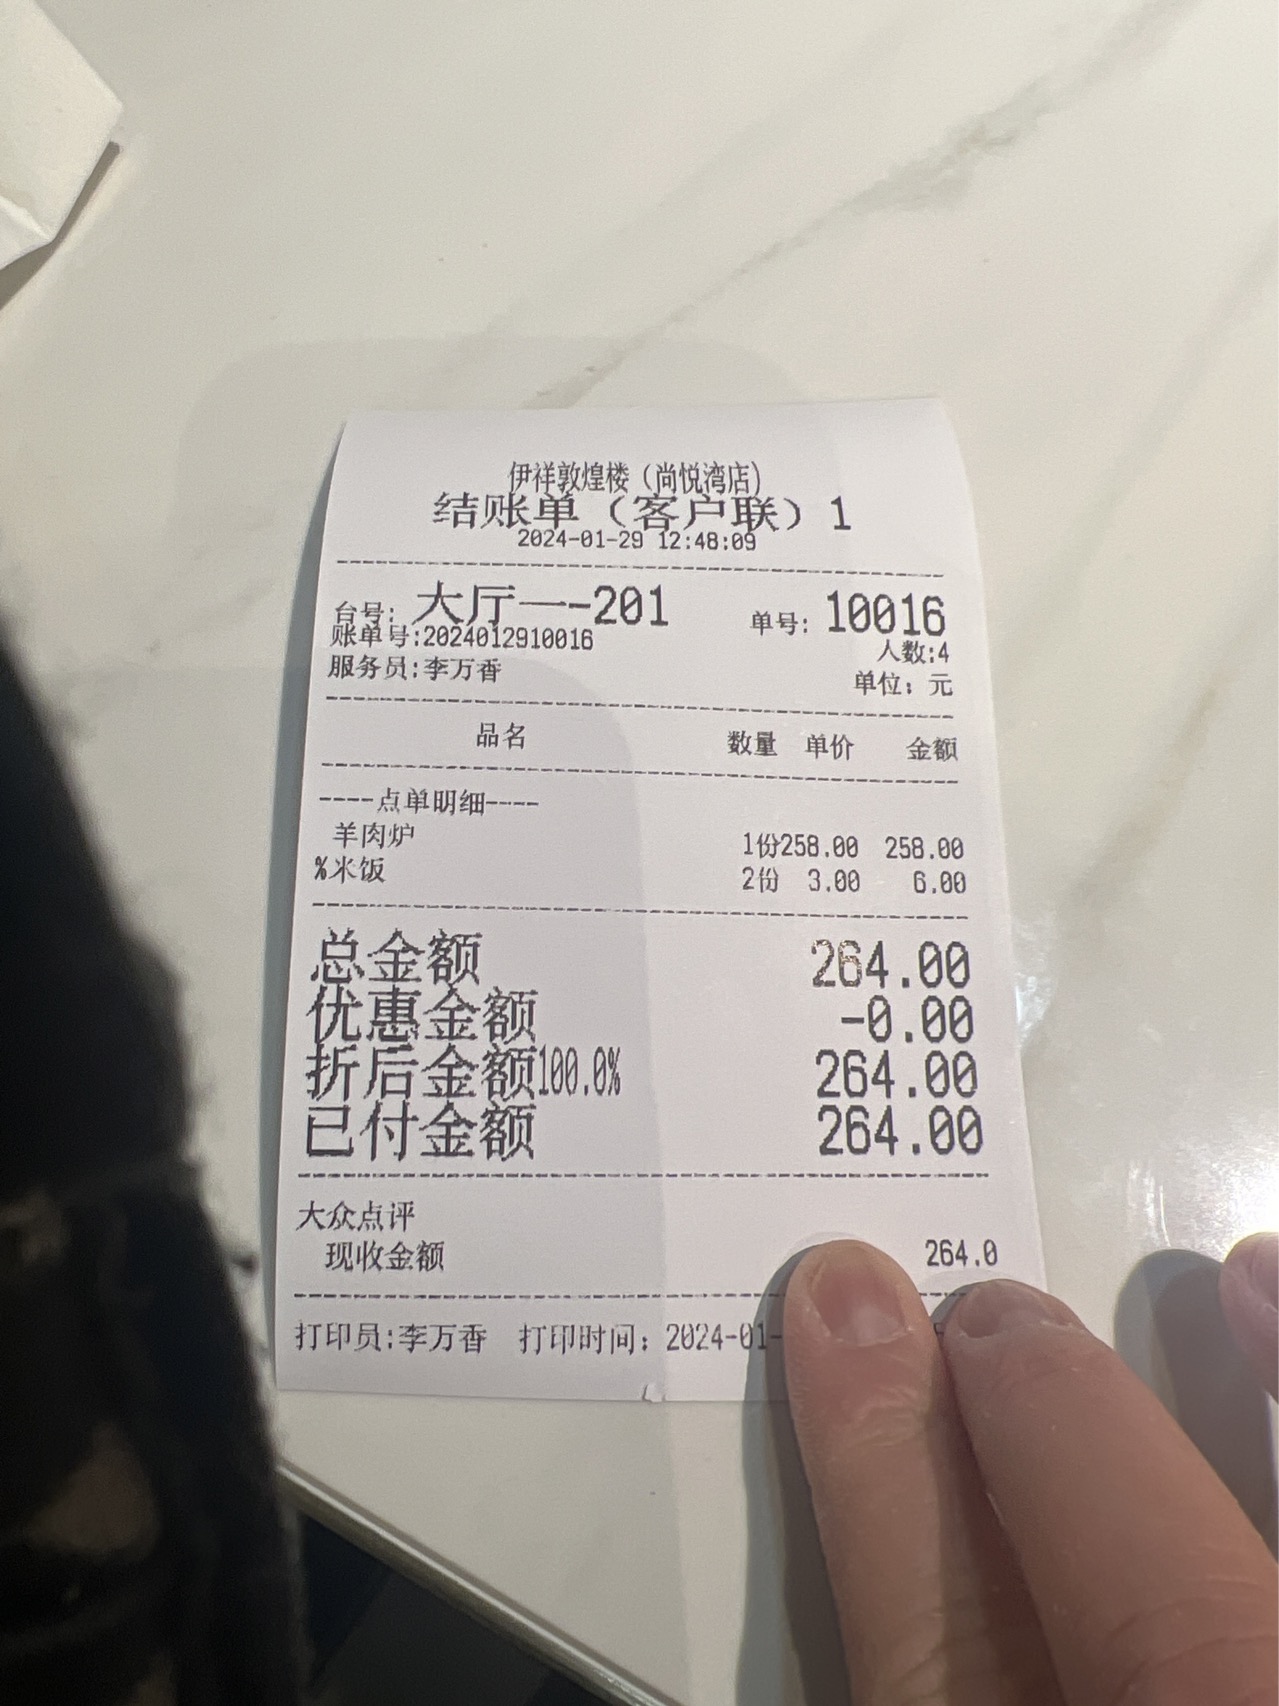 伊祥敦煌楼（尚悦湾店）
结账单（客户联）1
2024-01-29 12:48:09
台号: 大厅一-201 单号: 10016
账单号:2024012910016 人数:4
服务员:李万香 单位：元
品名 数量 单价 金额
----点单明细----
羊肉炉 1份258.00 258.00
%米饭 2份 3.00 6.00
总金额 264.00
优惠金额 -0.00
折后金额100.0% 264.00
已付金额 264.00
大众点评
现收金额 264.0
打印员:李万香 打印时间: 2024-01-